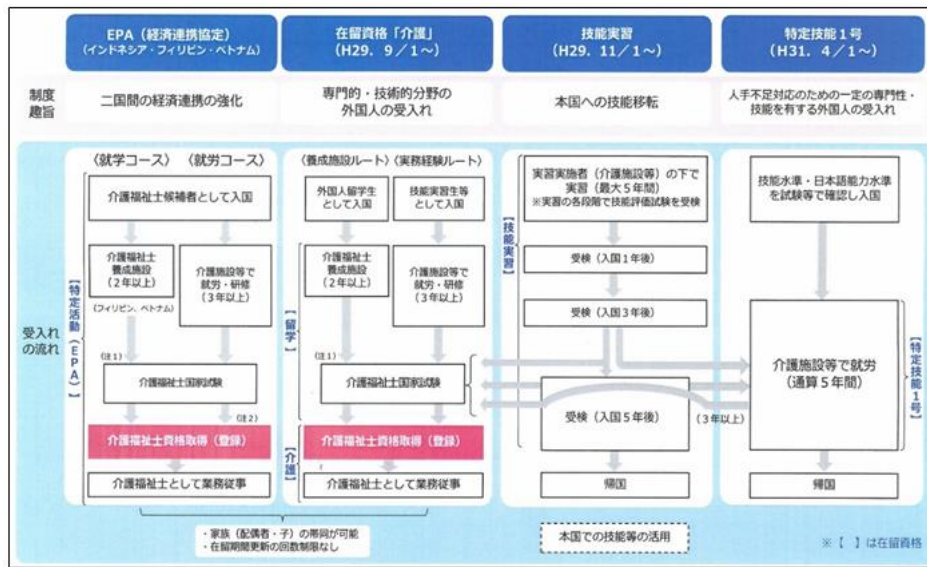 EPA（経済連携協定）
（インドネシア・フィリピン・ベトナム）
在留資格「介護」
（H29．9／1～）
技能実習
（H29．11／1～）
特定技能１号
（H31．4／1～）
制度
趣旨
二国間の経済連携の強化
専門的・技術的分野の
外国人の受入れ
本国への技能移転
人手不足対応のための一定の専門性・
技能を有する外国人の受入れ
受入れ
の流れ
【特定活動（ＥＰＡ）】
〈就学コース〉
〈就労コース〉
介護福祉士候補者として入国
介護福祉士
養成施設
（２年以上）
（フィリピン、ベトナム）
介護施設等で
就労・研修
（３年以上）
（注１）
介護福祉士国家試験
（注２）
介護福祉士資格取得（登録）
介護福祉士として業務従事
〈養成施設ルート〉
〈実務経験ルート〉
外国人留学生
として入国
技能実習生等
として入国
【留学】
介護福祉士
養成施設
（２年以上）
介護施設等で
就労・研修
（３年以上）
（注１）
介護福祉士国家試験
【介護】
介護福祉士資格取得（登録）
介護福祉士として業務従事
・家族（配偶者・子）の帯同が可能
・在留期間更新の回数制限なし
【技能実習】
実習実施者（介護施設等）の下で
実習（最大５年間）
※実習の各段階で技能評価試験を受検
受検（入国１年後）
受検（入国３年後）
受検（入国５年後）
帰国
本国での技能等の活用
技能水準・日本語能力水準
を試験等で確認し入国
介護施設等で就労
（通算５年間）
【特定技能１号】
（３年以上）
帰国
※【　】は在留資格